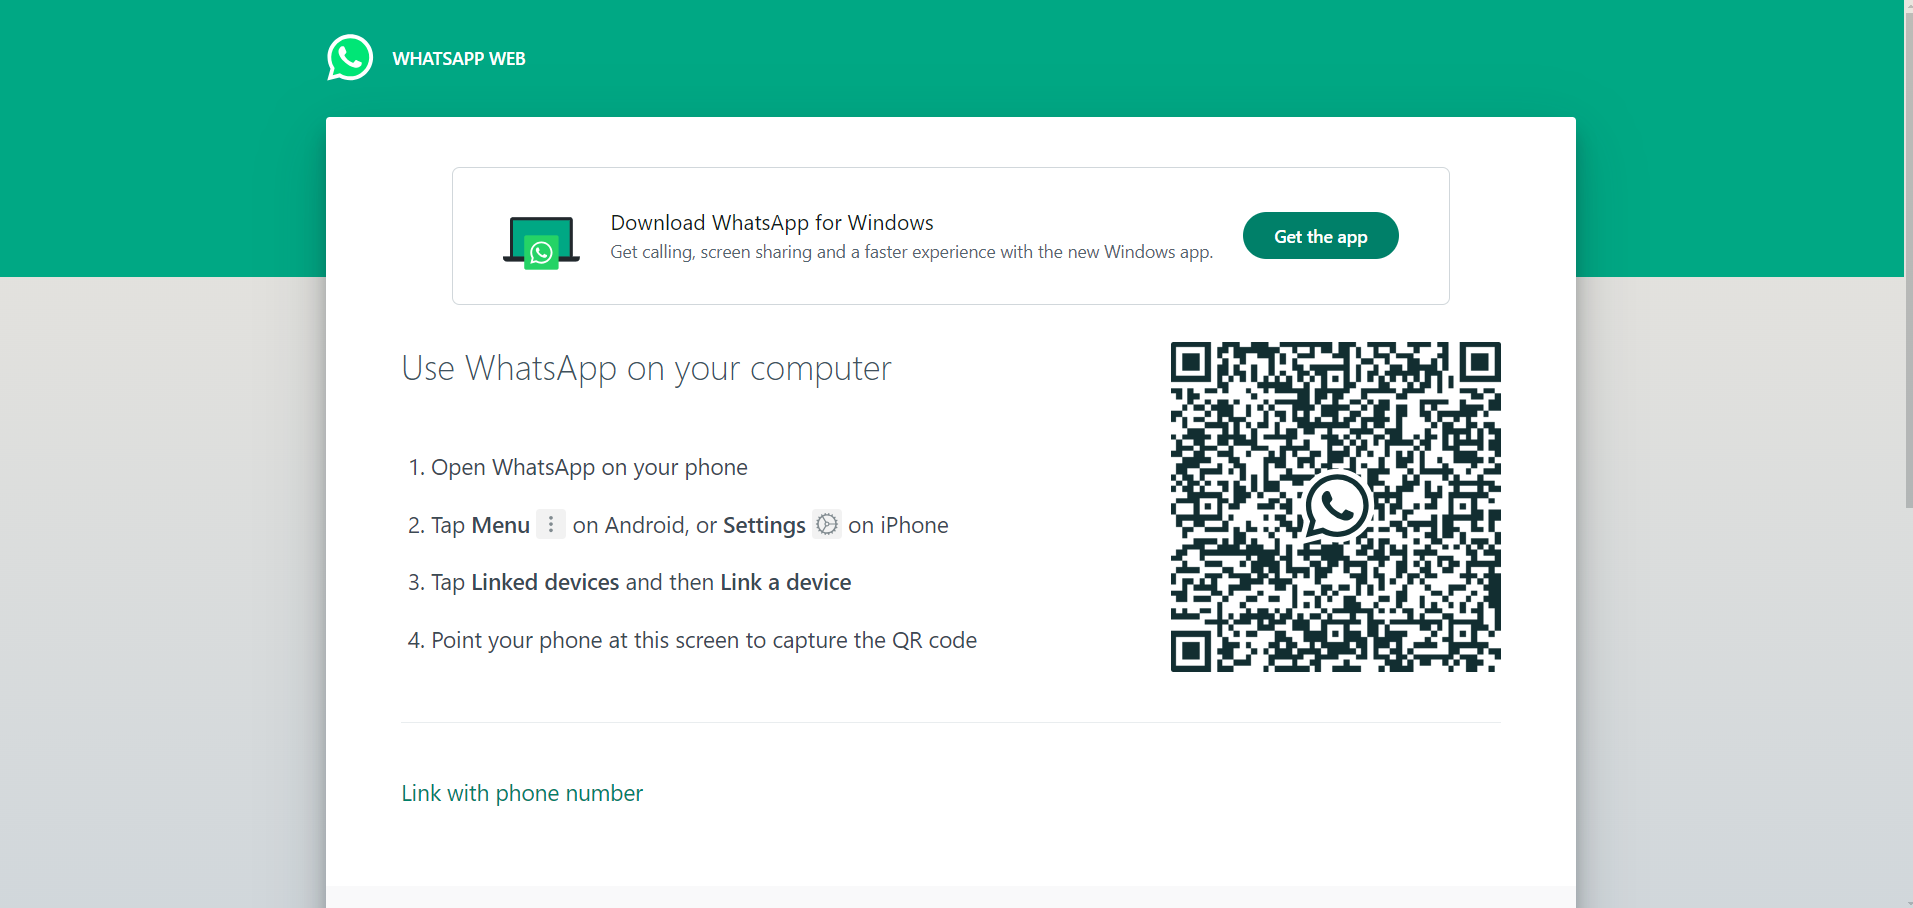 WHATSAPP WEB
Download WhatsApp for Windows
Get calling, screen sharing and a faster experience with the new Windows app.
Get the app
Use WhatsApp on your computer
1. Open WhatsApp on your phone
2. Tap Menu on Android, or Settings on iPhone
3. Tap Linked devices and then Link a device
4. Point your phone at this screen to capture the QR code
Link with phone number